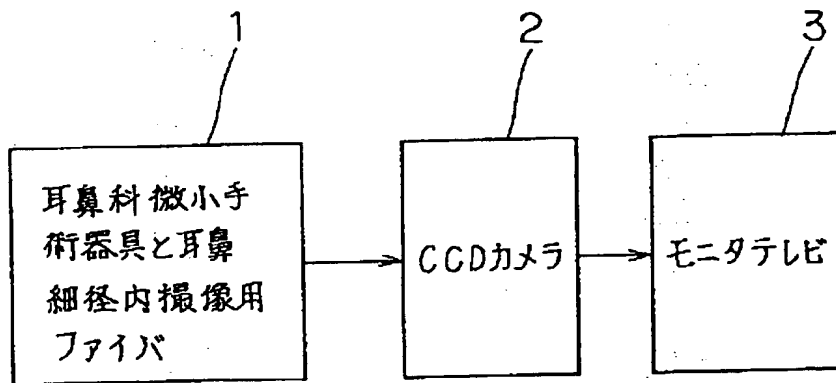 1
2
3
耳鼻科微小手
術器具と耳鼻
細径内撮像用
ファイバ
CCDカメラ
モニタテレビ